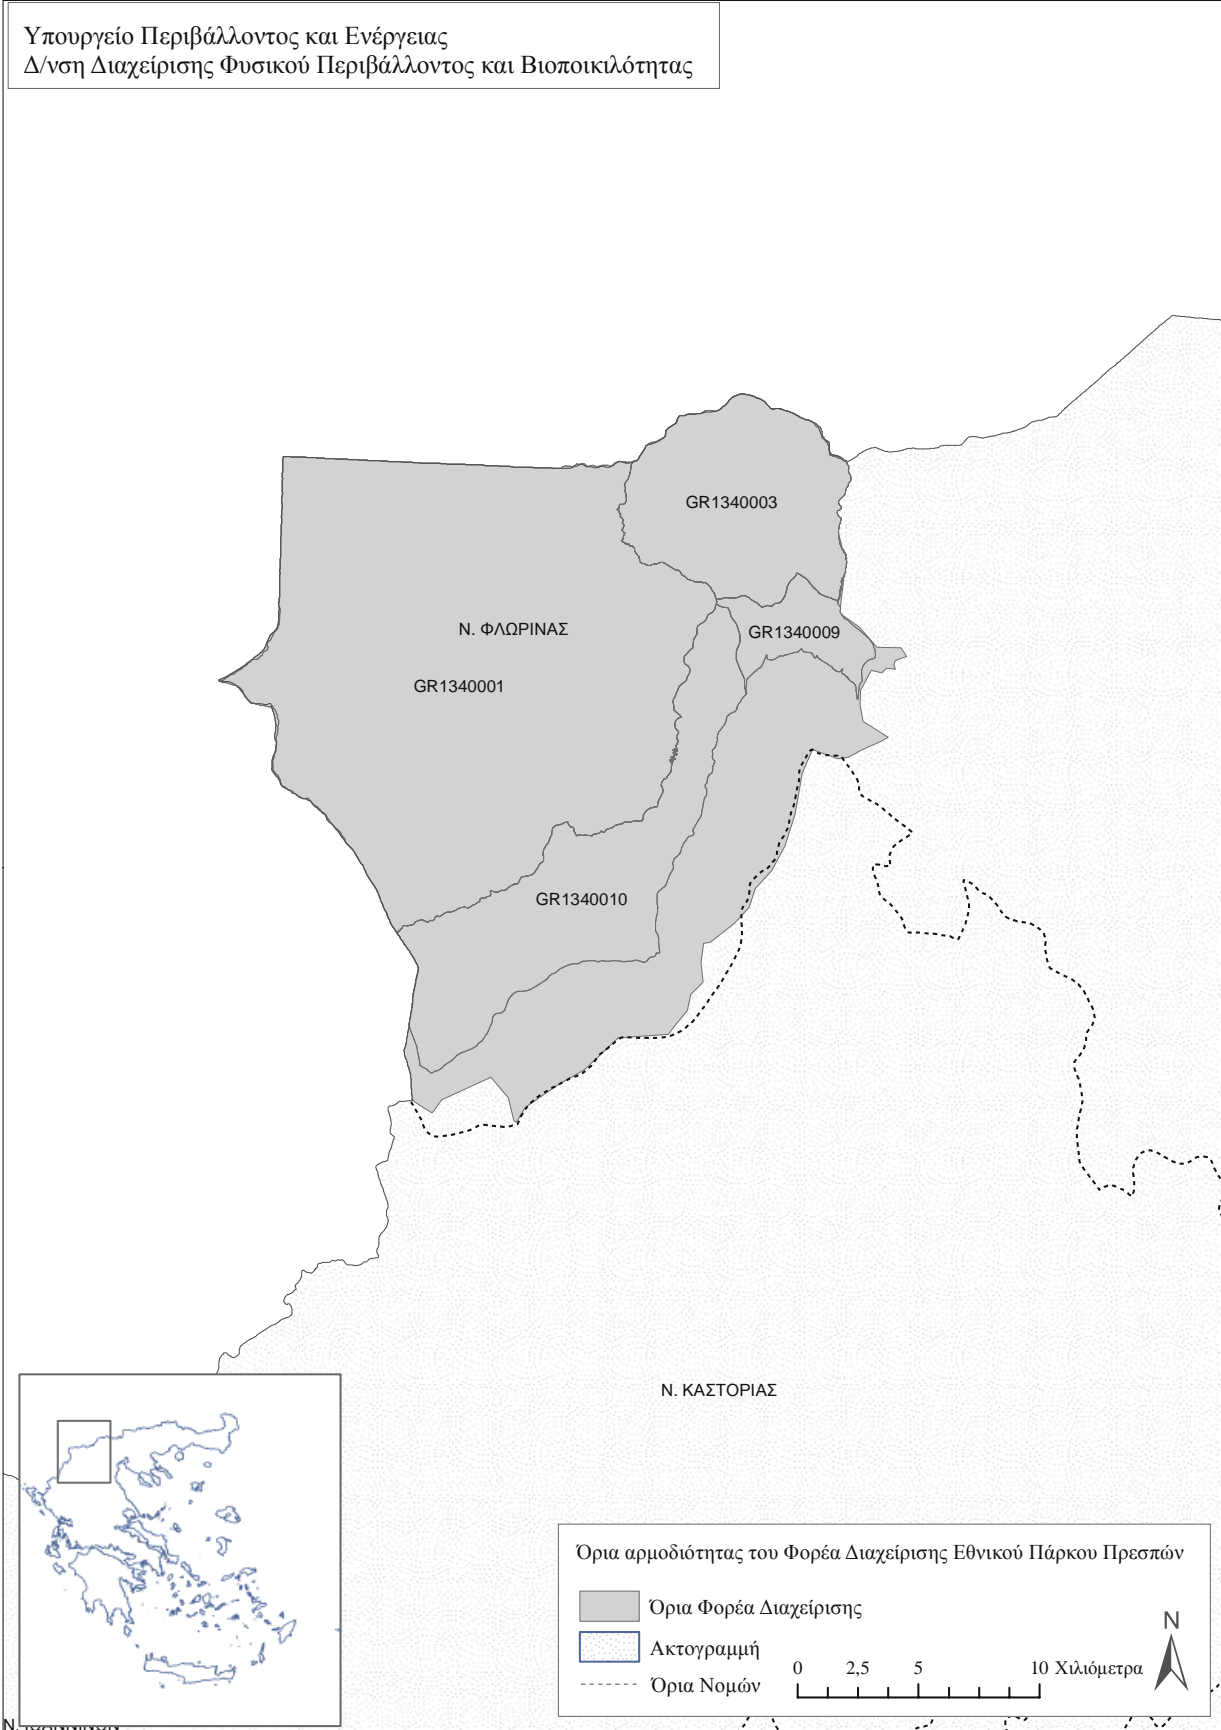 Υπουργείο Περιβάλλοντος και Ενέργειας
Δ/νση Διαχείρισης Φυσικού Περιβάλλοντος και Βιοποικιλότητας
GR1340003
Ν. ΦΛΩΡΙΝΑΣ
GR1340009
GR1340001
GR1340010
Ν. ΚΑΣΤΟΡΙΑΣ
Όρια αρμοδιότητας του Φορέα Διαχείρισης Εθνικού Πάρκου Πρεσπών
Όρια Φορέα Διαχείρισης
Ακτογραμμή
Όρια Νομών
0 2,5 5 10 Χιλιόμετρα
N
Ν. ΙΩΑΝΝΙΝΩΝ